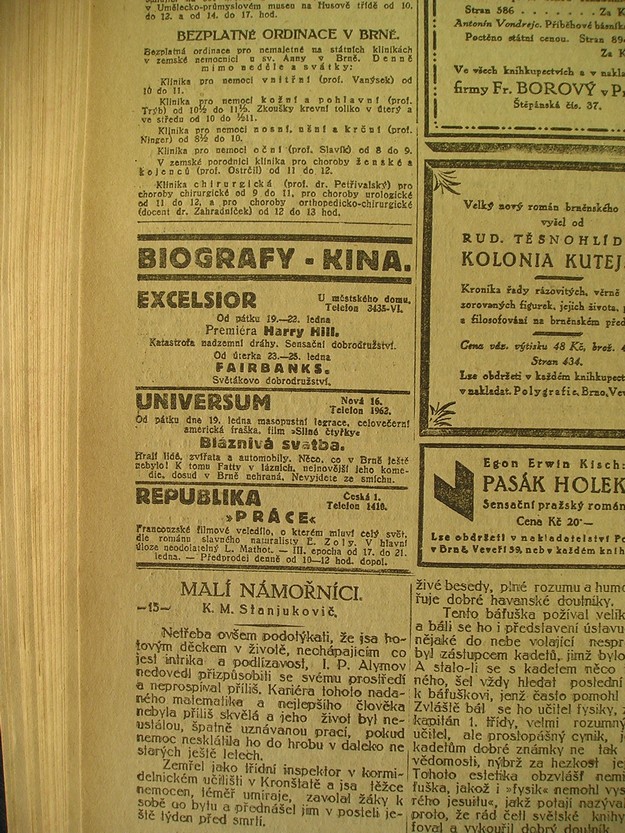 v Umělecko-průmyslovém museu na Husově třídě od 10.
do 12. a od 14. do 17. hod.
BEZPLATNÉ ORDINACE V BRNĚ.
Bezplatná ordinace pro nemajetné na státních klinikách
v zemské nemocnici u sv. Anny v Brně. Denně
mimo neděle a svátky:
Klinika pro nemoci vnitřní (prof. Vanýsek) od
10 do 11.
Klinika pro nemoci kožní a pohlavní (prof.
Trýb) od 10½ do 11½. Zkoušky krevní toliko v úterý a
ve středu od 10 do ½11.
Klinika pro nemoci nosní, ušní a krční (prof.
Ninger) od 8½ do 10.
Klinika pro nemoci oční (prof. Slavík) od 8 do 9.
V zemské porodnici klinika pro choroby ženské a
kojenců (prof. Ostrčil) od 11 do 12.
Klinika chirurgická (prof. dr. Petřivalský) pro
choroby chirurgické od 9 do 11, pro choroby urologické
od 11 do 12, a pro choroby orthopedicko-chirurgické
(docent dr. Zahradníček) od 12 do 13 hod.
BIOGRAFY - KINA.
EXCELSIOR U městského domu.
Telefon 3435-VI.
Od pátku 19.—22. ledna
Premiéra Harry Hill.
Katastrofa nadzemní dráhy. Sensační dobrodružství.
Od úterka 23.—25. ledna
FAIRBANKS.
Světákovo dobrodružství.
UNIVERSUM Nová 16.
Telefon 1962.
Od pátku dne 19. ledna masopustní legrace, celovečerní
americká fraška, film »Silné čtyřky«
Bláznivá svatba.
Hrají lidé, zvířata a automobily. Něco, co v Brně ještě
nebylo! K tomu Fatty v lázních, nejnovější jeho kome-
die, dosud v Brně nehraná. Nevyjdete ze smíchu.
REPUBLIKA Česká 1.
Telefon 1418.
»PRÁCE«
Francouzské filmové veledílo, o kterém mluví celý svět,
dle románu slavného naturalisty E. Zoly. V hlavní
úloze neodolatelný L. Mathot. — III. epocha od 17. do 21.
ledna. — Předprodej denně od 10—12 hod. dopol.
MALÍ NÁMOŘNÍCI.
—15— K. M. Stanjukovič.
Netřeba ovšem podotýkati, že jsa ho-
tovým děckem v životě, nechápajícím co
jest intrika a podlízavost, I. P. Alymov
nedovedl přizpůsobiti se svému prostředí
a neprospíval příliš. Kariéra tohoto nada-
ného matematika a nejlepšího člověka
nebyla příliš skvělá a jeho život byl ne-
ustálou, špatně uznávanou prací, pokud
nemoc nesklátila ho do hrobu v daleko ne
starých ještě letech.
Zemřel jako třídní inspektor v kormi-
delnickém učilišti v Kronštatě a jsa těžce
nemocen, téměř umíraje, zavolal žáky k
sobě do bytu a přednášel jim v posteli je-
ště týden před smrtí.
živé besedy, plné rozumu a humo
řuje dobré havanské doutníky.
Tento bářuška požíval velik
a báli se ho i představení ústavu
nějaké do nebe volající nespr
byl zástupcem kadetů, jimž bylo
A stalo-li se s kadetem něco
ného, šel vždy hledat poslední
k báťuškovi, jenž často pomohl
Zvláště bál se ho učitel fysiky,
kapitán 1. třídy, velmi rozumný
učitel, ale prostopášný cynik, j
kadetům dobré známky ne tak
vědomosti, nýbrž za hezkost je
Tohoto estetika obzvlášť nemi
ťuška, jakož i »fysik« nemohl vys
rého jesuitu«, jakž potají nazýval
proto, že rád četl světské knihy
foval a vykouřil dobrý doutník
Stran 586 . . . . . . . Za K
Antonín Vondrejc. Příběhové básníka
Poctěno státní cenou. Stran 894
Za K
Ve všech knihkupectvích a v nakla
firmy Fr. BOROVÝ v P
Štěpánská čís. 37.
Velký nový román brněnského
vyšel od
RUD. TĚSNOHLÍD
KOLONIA KUTEJ
Kronika řady rázovitých, věrně
zorovaných figurek, jejich života,
a filosofování na brněnském před
Cena váz. výtisku 48 Kč, brož. 4
Stran 434.
Lze obdržeti v každém knihkupect
v nakladat. Polygrafie, Brno, Vev
Egon Erwin Kisch:
PASÁK HOLEK
Sensační pražský román
Cena Kč 20·—
Lze obdržeti v nakladatelství Po
v Brně, Veveří 59, neb v každém knih